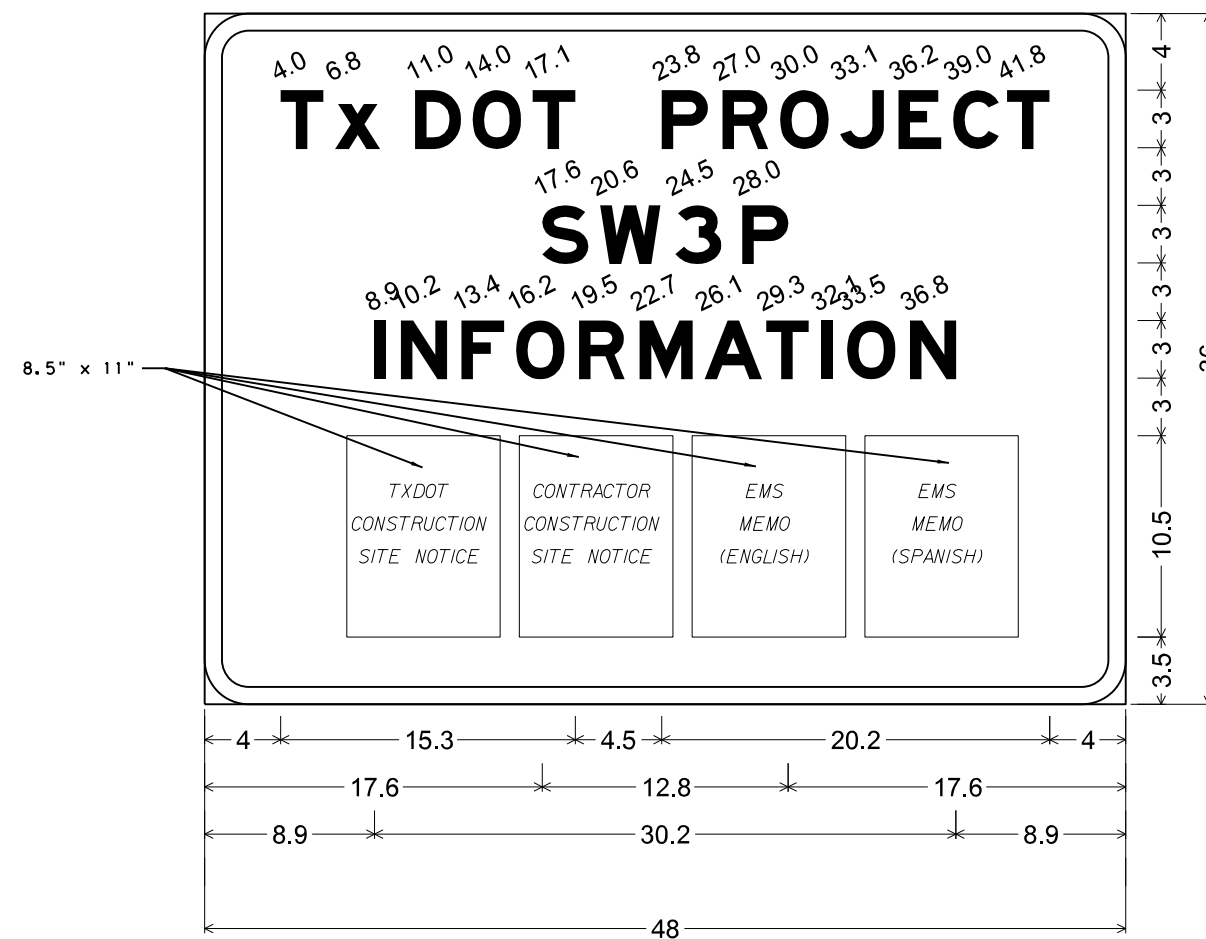 4.0 6.8 11.0 14.0 17.1 23.8 27.0 30.0 33.1 36.2 39.0 41.8
Tx DOT PROJECT
17.6 20.6 24.5 28.0
SW3P
8.9 10.2 13.4 16.2 19.5 22.7 26.1 29.3 32.1 33.5 36.8
INFORMATION
8.5" x 11"
TXDOT
CONSTRUCTION
SITE NOTICE
CONTRACTOR
CONSTRUCTION
SITE NOTICE
EMS
MEMO
(ENGLISH)
EMS
MEMO
(SPANISH)
4
3
3
3
3
3
3
10.5
3.5
4 15.3 4.5 20.2 4
17.6 12.8 17.6
8.9 30.2 8.9
48